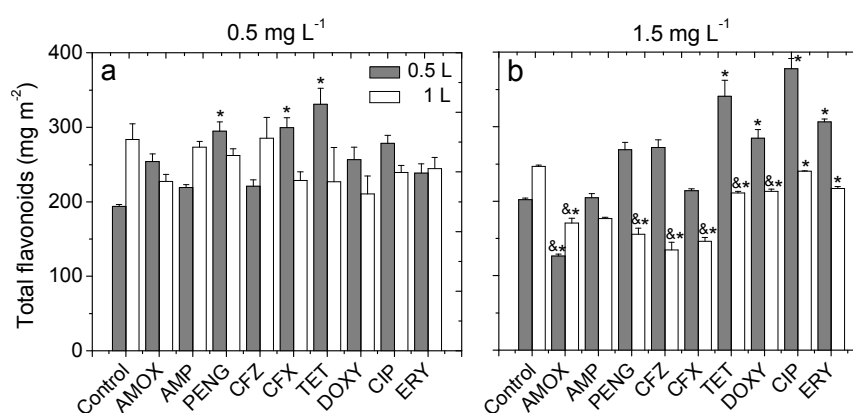 0.5 mg L⁻¹
1.5 mg L⁻¹
Total flavonoids (mg m⁻²)
400
300
200
100
0
a
0.5 L
1 L
* * *
Control AMOX AMP PENG CFZ CFX TET DOXY CIP ERY
b
* * * *
&* &* &* &* &* &* &* * *
Control AMOX AMP PENG CFZ CFX TET DOXY CIP ERY